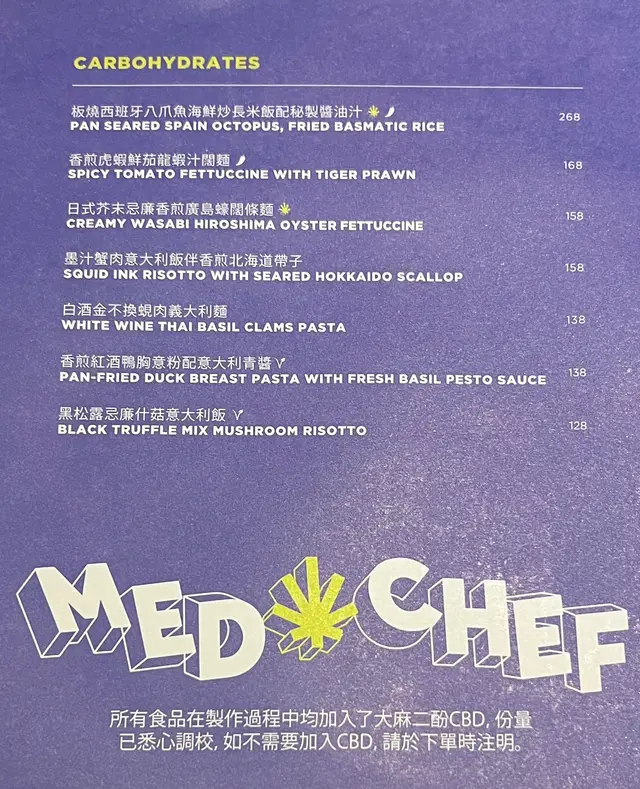 CARBOHYDRATES
板燒西班牙八爪魚海鮮炒長米飯配秘製醬油汁
PAN SEARED SPAIN OCTOPUS, FRIED BASMATIC RICE 268
香煎虎蝦鮮茄龍蝦汁闊麵
SPICY TOMATO FETTUCCINE WITH TIGER PRAWN 168
日式芥末忌廉香煎廣島蠔闊條麵
CREAMY WASABI HIROSHIMA OYSTER FETTUCCINE 158
墨汁蟹肉意大利飯伴香煎北海道帶子
SQUID INK RISOTTO WITH SEARED HOKKAIDO SCALLOP 158
白酒金不換蜆肉義大利麵
WHITE WINE THAI BASIL CLAMS PASTA 138
香煎紅酒鴨胸意粉配意大利青醬
PAN-FRIED DUCK BREAST PASTA WITH FRESH BASIL PESTO SAUCE 138
黑松露忌廉什菇意大利飯
BLACK TRUFFLE MIX MUSHROOM RISOTTO 128
MED CHEF
所有食品在製作過程中均加入了大麻二酚CBD, 份量
已悉心調校, 如不需要加入CBD, 請於下單時注明。